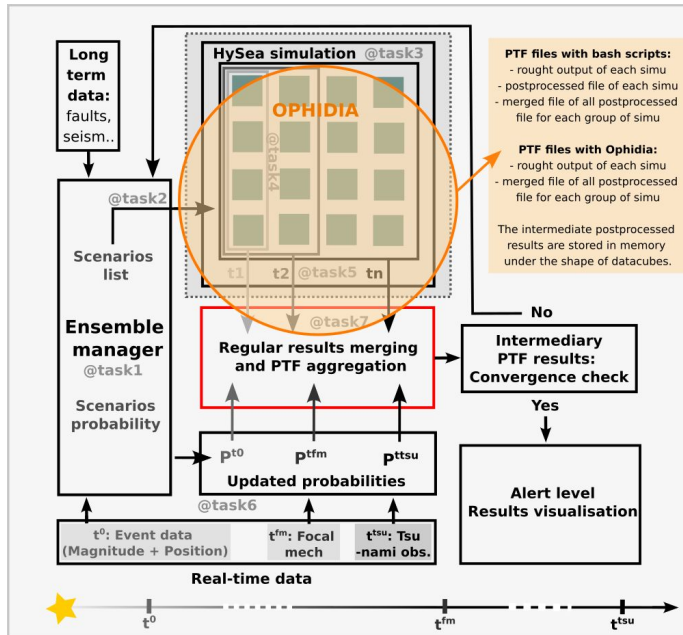 Long
term
data:
faults,
seism..
HySea simulation @task3
OPHIDIA
@task4
t1 t2 @task5 tn
@task2
Scenarios
list
Ensemble
manager
@task1
Scenarios
probability
@task7
Regular results merging
and PTF aggregation
P^t0 P^tfm P^ttsu
Updated probabilities
@task6
t^0: Event data
(Magnitude + Position)
t^fm: Focal
mech
t^tsu: Tsu
-nami obs.
Real-time data
t^0 t^fm t^tsu
PTF files with bash scripts:
- rought output of each simu
- postprocessed file of each simu
- merged file of all postprocessed
file for each group of simu
PTF files with Ophidia:
- rought output of each simu
- merged file of all postprocessed
file for each group of simu
The intermediate postprocessed
results are stored in memory
under the shape of datacubes.
No
Intermediary
PTF results:
Convergence check
Yes
Alert level
Results visualisation